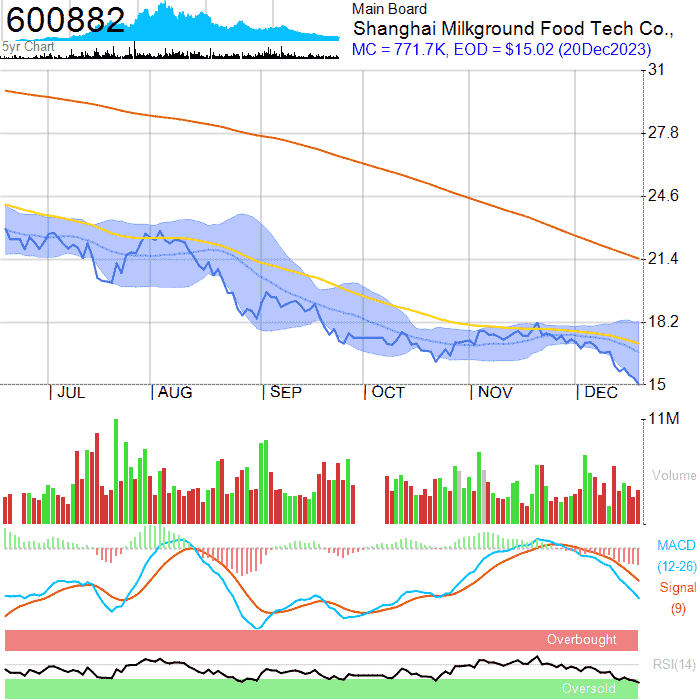 600882
5yr Chart
Main Board
Shanghai Milkground Food Tech Co.,
MC = 771.7K, EOD = $15.02 (20Dec2023)
31
27.8
24.6
21.4
18.2
15
| JUL | AUG | SEP | OCT | NOV | DEC
11M
Volume
MACD
(12-26)
Signal
(9)
Overbought
RSI(14)
Oversold